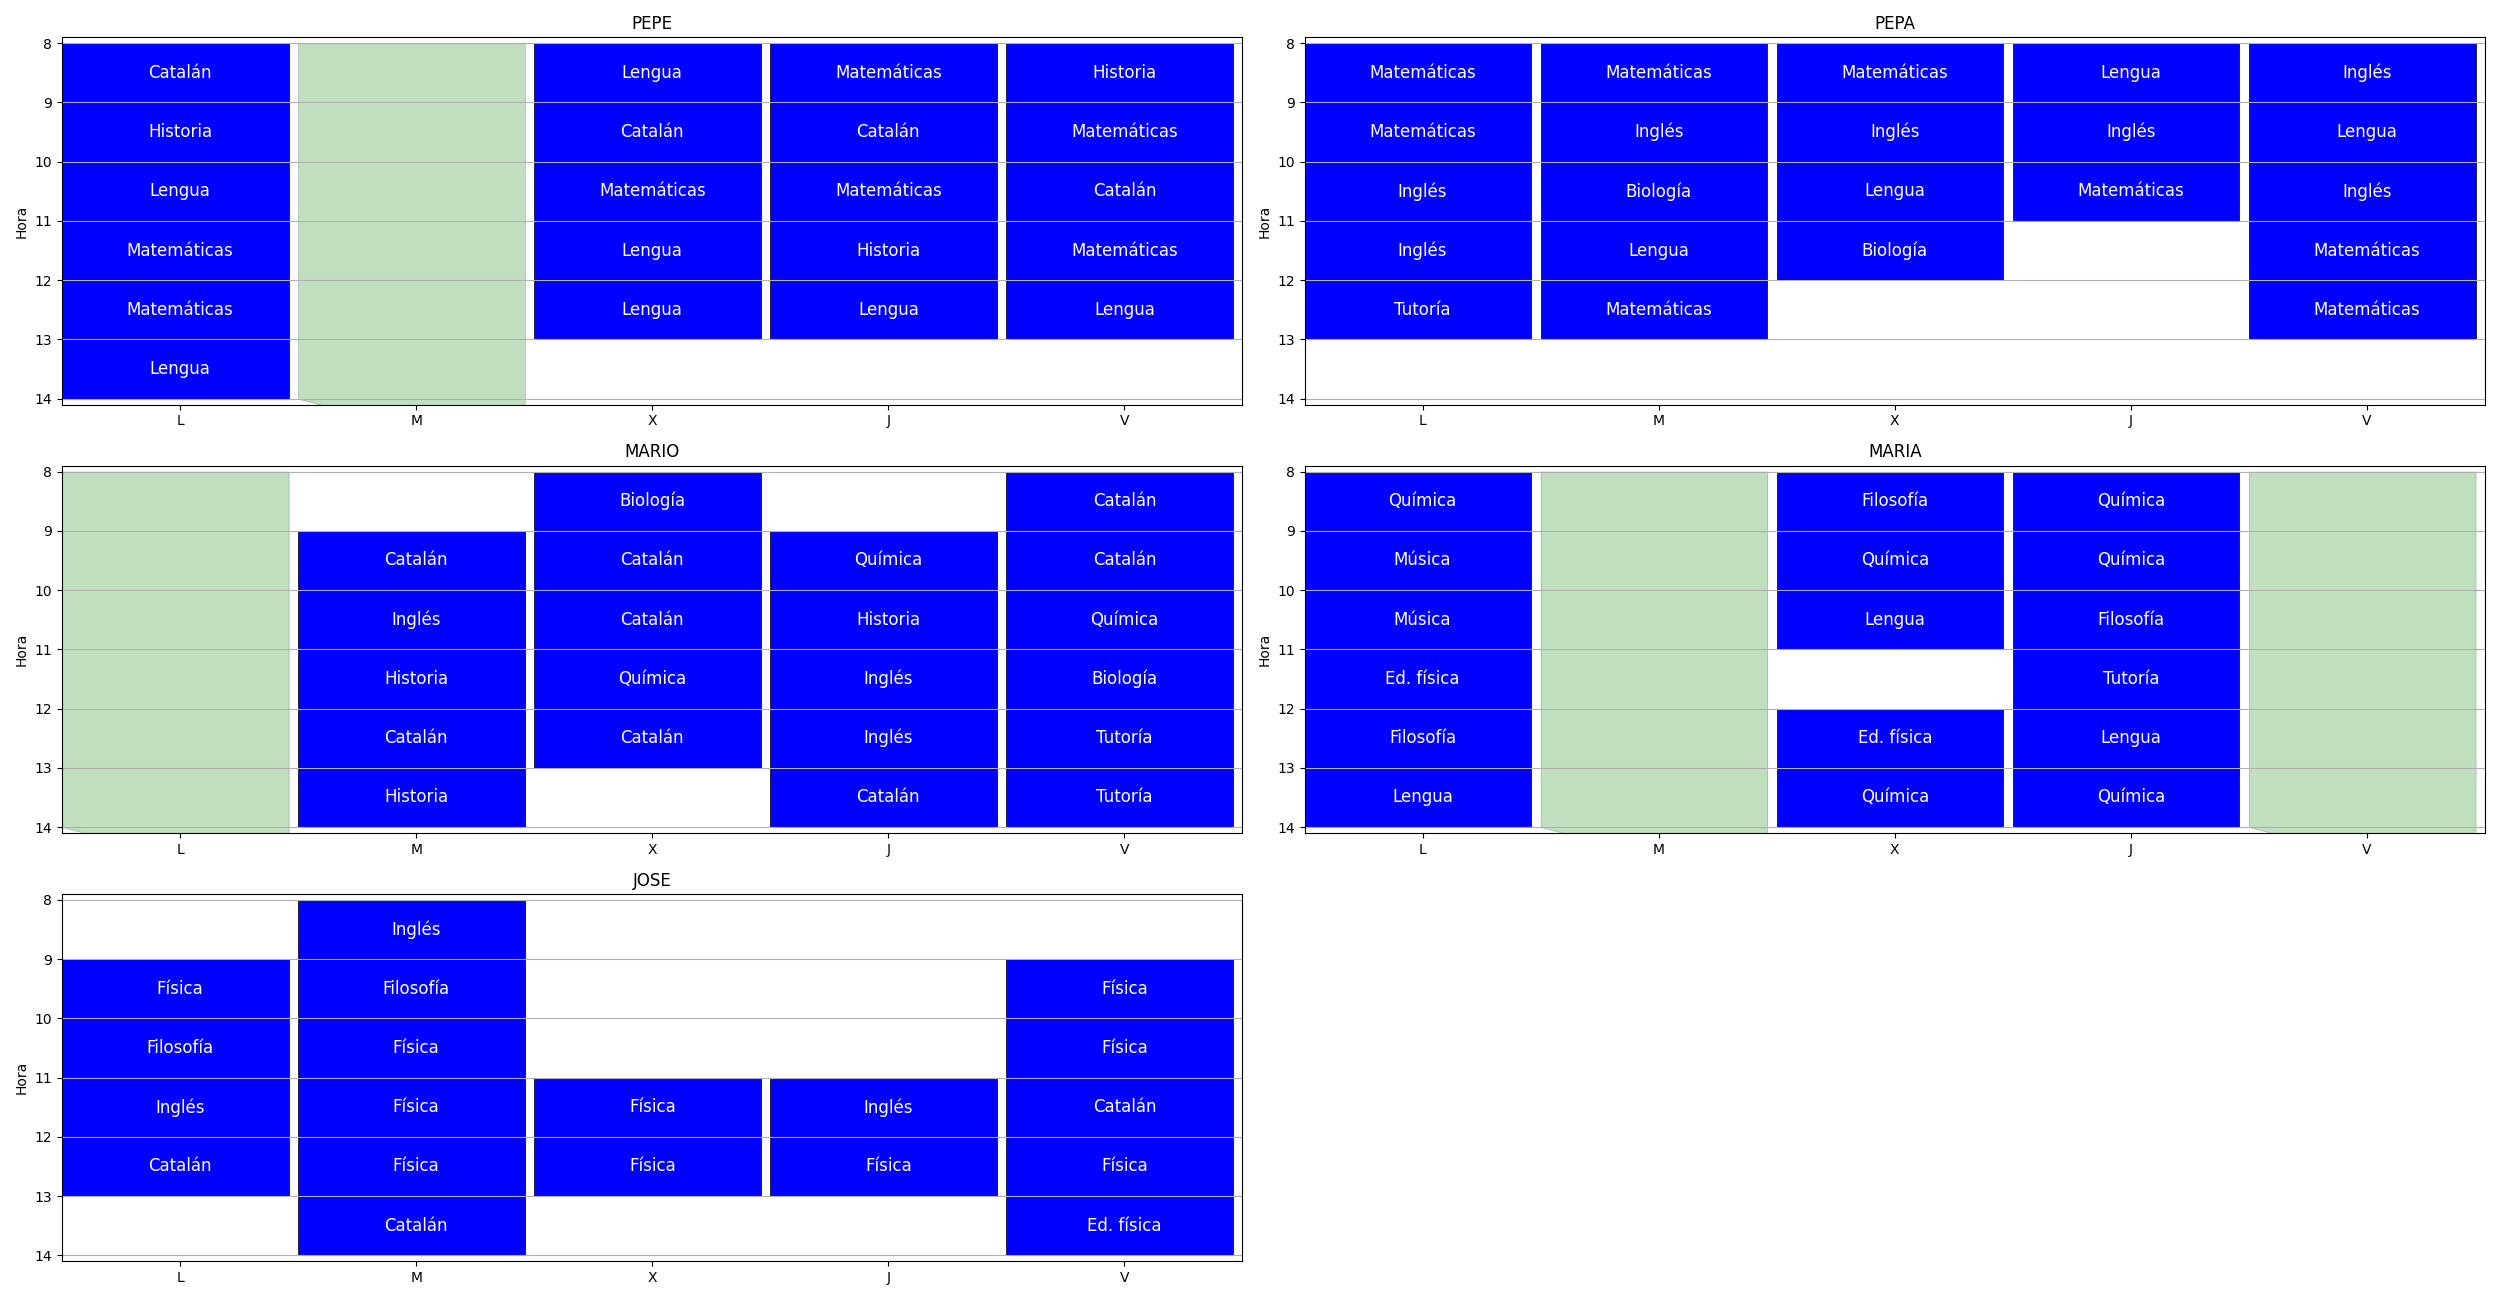 PEPE
8 Catalán Lengua Matemáticas Historia
9 Historia Catalán Catalán Matemáticas
10 Lengua Matemáticas Matemáticas Catalán
Hora
11 Matemáticas Lengua Historia Matemáticas
12 Matemáticas Lengua Lengua Lengua
13 Lengua
14
L M X J V
PEPA
8 Matemáticas Matemáticas Matemáticas Lengua Inglés
9 Matemáticas Inglés Inglés Inglés Lengua
10 Inglés Biología Lengua Matemáticas Inglés
Hora
11 Inglés Lengua Biología Matemáticas
12 Tutoría Matemáticas Matemáticas
13
14
L M X J V
MARIO
8 Biología Catalán
9 Catalán Catalán Química Catalán
10 Inglés Catalán Historia Química
Hora
11 Historia Química Inglés Biología
12 Catalán Catalán Inglés Tutoría
13 Historia Catalán Tutoría
14
L M X J V
MARIA
8 Química Filosofía Química
9 Música Química Química
10 Música Lengua Filosofía
Hora
11 Ed. física Tutoría
12 Filosofía Ed. física Lengua
13 Lengua Química Química
14
L M X J V
JOSE
8 Inglés
9 Física Filosofía Física
10 Filosofía Física Física
Hora
11 Inglés Física Física Inglés Catalán
12 Catalán Física Física Física Física
13 Catalán Ed. física
14
L M X J V